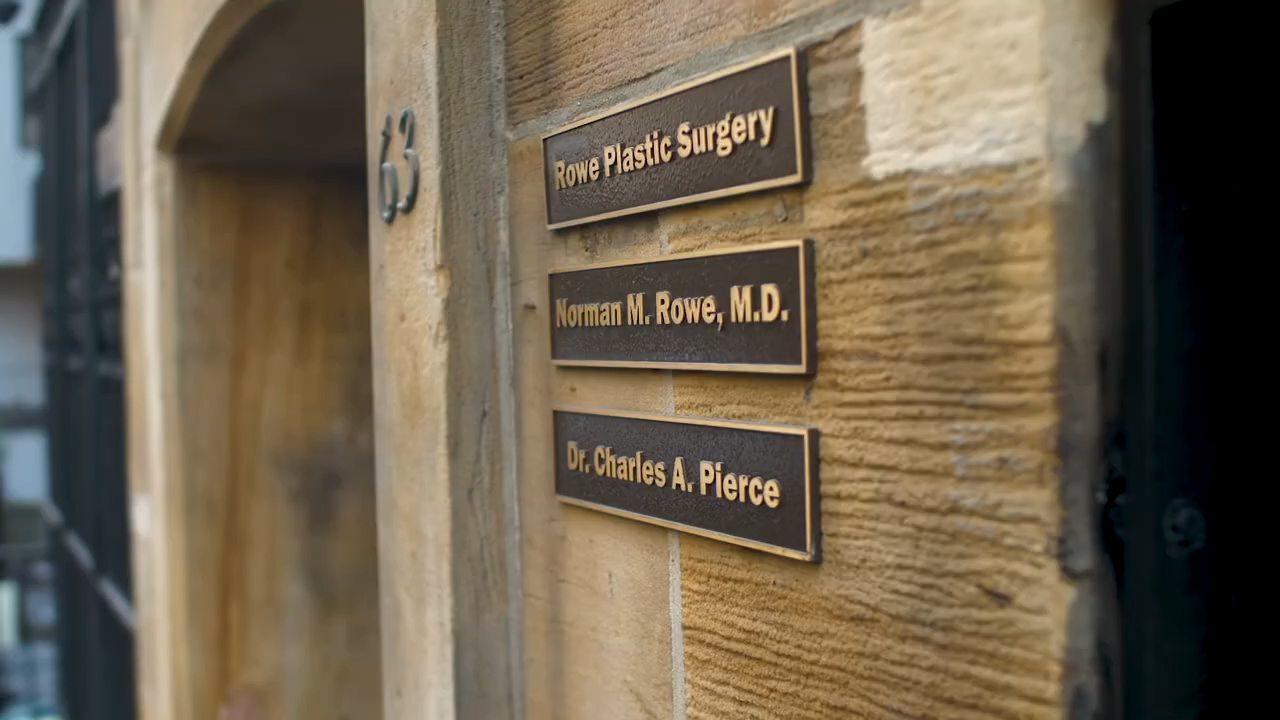 63
Rowe Plastic Surgery
Norman M. Rowe, M.D.
Dr. Charles A. Pierce